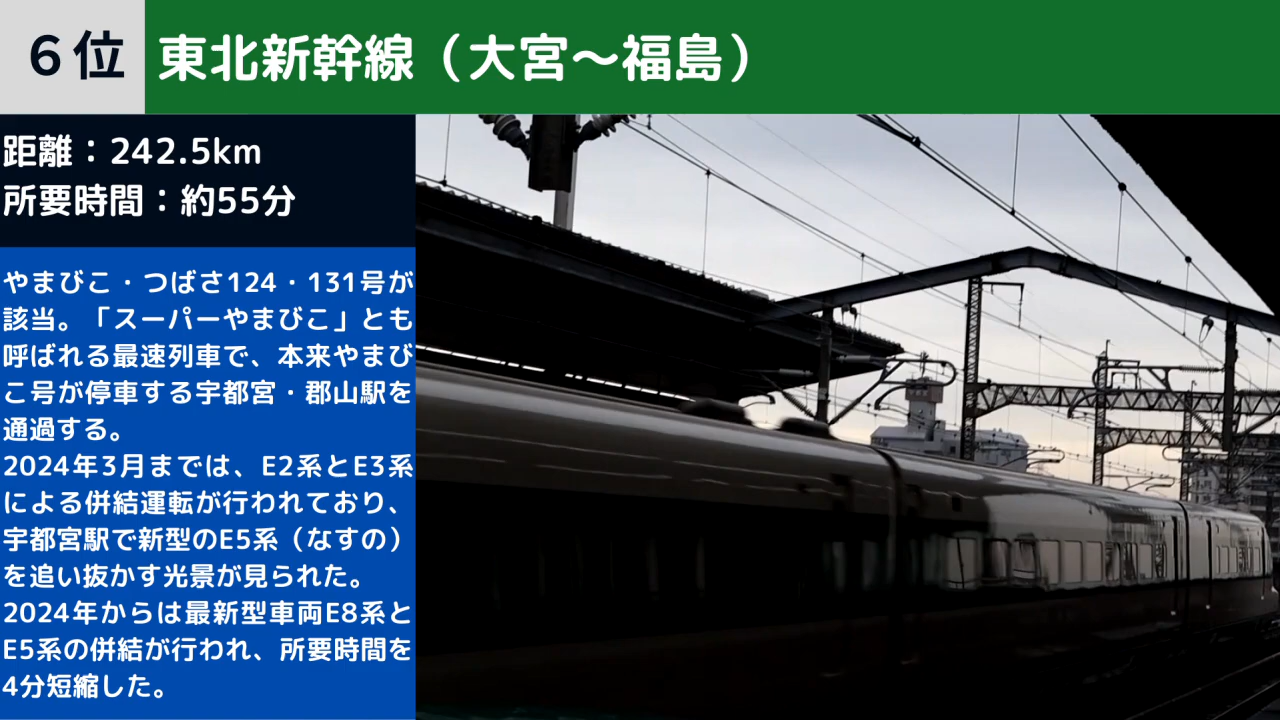 ６位
東北新幹線（大宮〜福島）
距離：242.5km
所要時間：約55分
やまびこ・つばさ124・131号が
該当。「スーパーやまびこ」とも
呼ばれる最速列車で、本来やまび
こ号が停車する宇都宮・郡山駅を
通過する。
2024年3月までは、E2系とE3系
による併結運転が行われており、
宇都宮駅で新型のE5系（なすの）
を追い抜かす光景が見られた。
2024年からは最新型車両E8系と
E5系の併結が行われ、所要時間を
4分短縮した。